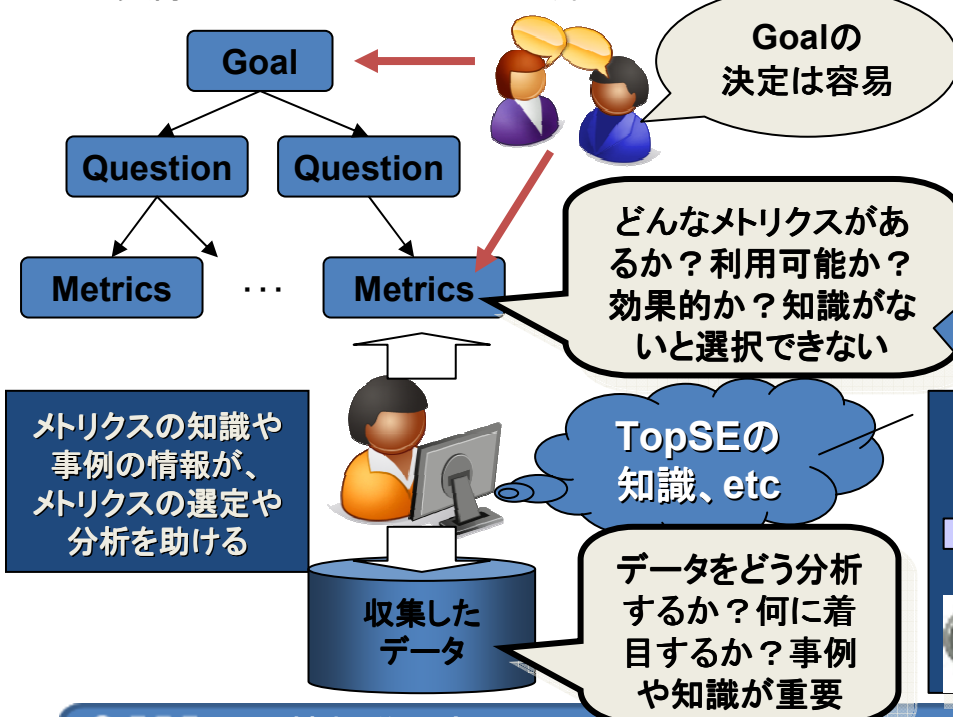 Goal
Goalの
決定は容易
Question
Question
どんなメトリクスがあ
るか？利用可能か？
効果的か？知識がな
いと選択できない
Metrics
...
Metrics
メトリクスの知識や
事例の情報が、
メトリクスの選定や
分析を助ける
TopSEの
知識、etc
データをどう分析
するか？何に着
目するか？事例
や知識が重要
収集した
データ